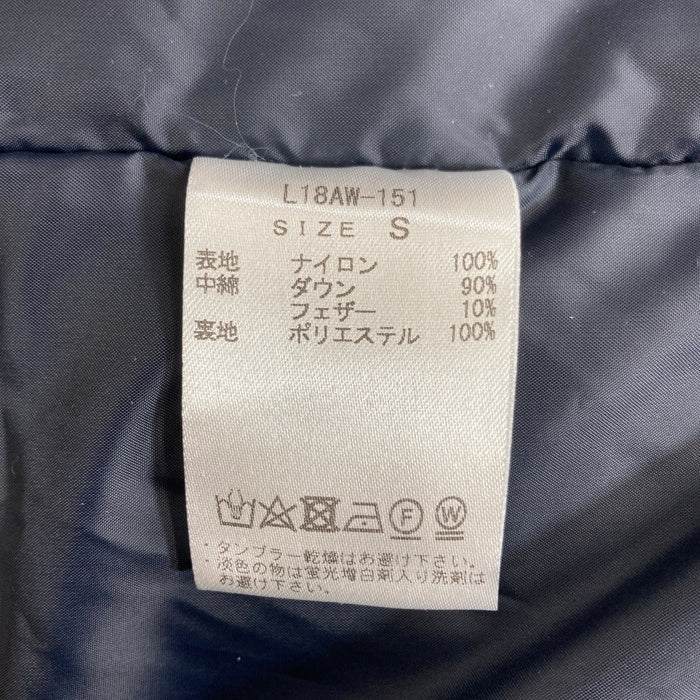 L18AW-151
SIZE S
表地 ナイロン 100%
中綿 ダウン 90%
フェザー 10%
裏地 ポリエステル 100%
F W
・タンブラー乾燥はお避け下さい。
淡色の物は蛍光増白剤入り洗剤は
お避け下さい。